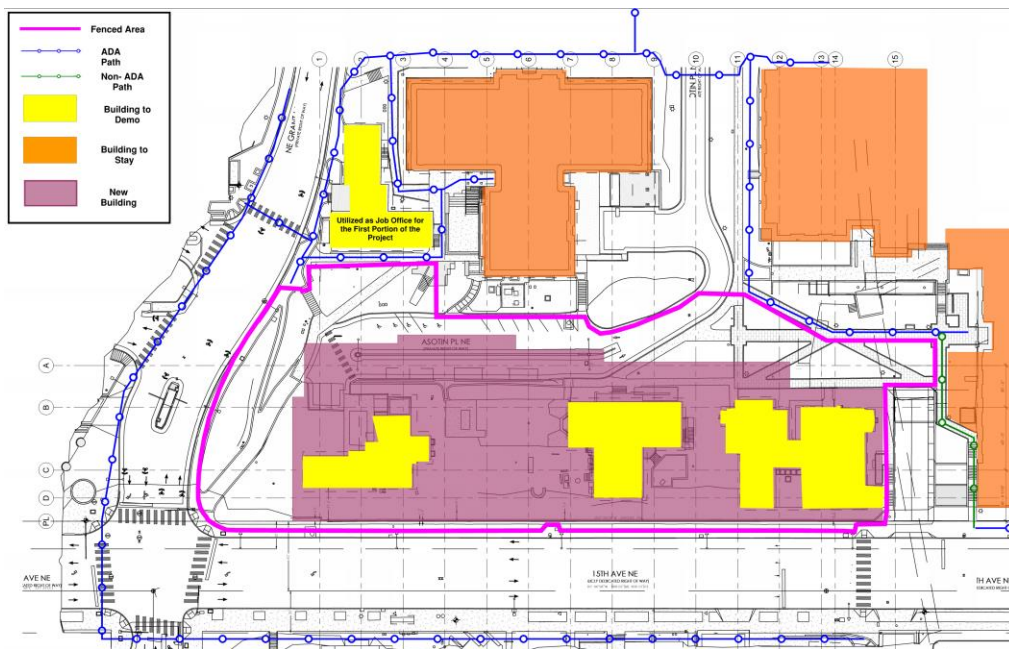 Fenced Area
ADA
Path
Non- ADA
Path
Building to
Demo
Building to
Stay
New
Building
1
2
3
4
5
6
7
8
9
10
11
12
13
14
15
NE GRA
Utilized as Job Office for
the First Portion of the
Project
ASOTIN PL NE
A
B
C
D
PL
AVE NE
15TH AVE NE
TH AVE N